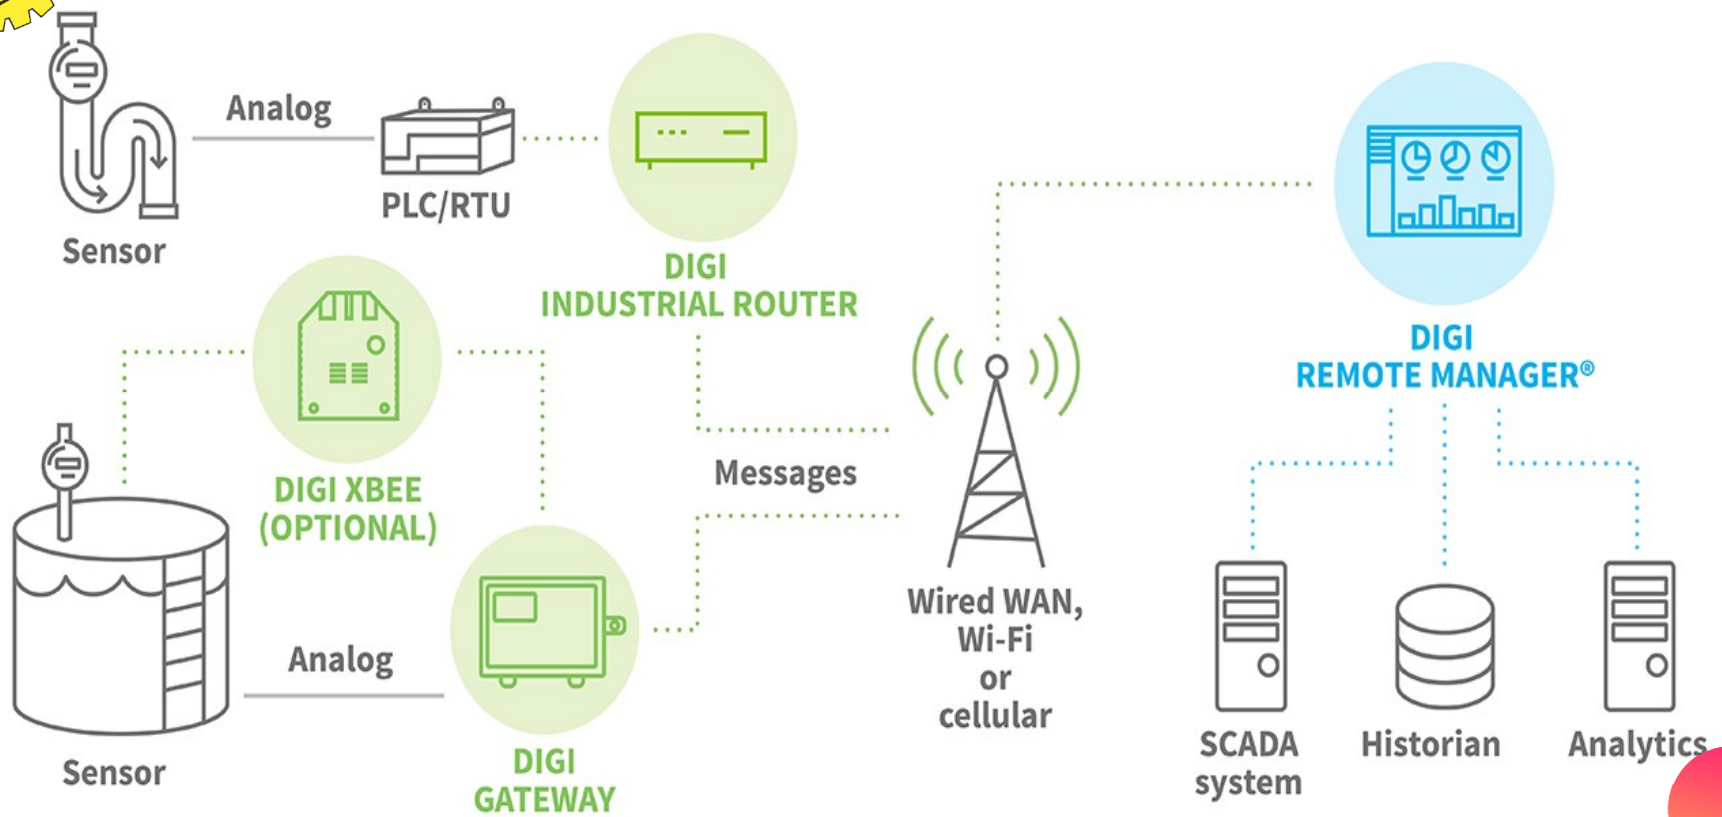 Analog
PLC/RTU
Sensor
DIGI
INDUSTRIAL ROUTER
DIGI XBEE
(OPTIONAL)
Analog
Sensor
DIGI
GATEWAY
Messages
Wired WAN,
Wi-Fi
or
cellular
DIGI
REMOTE MANAGER®
SCADA
system
Historian
Analytics